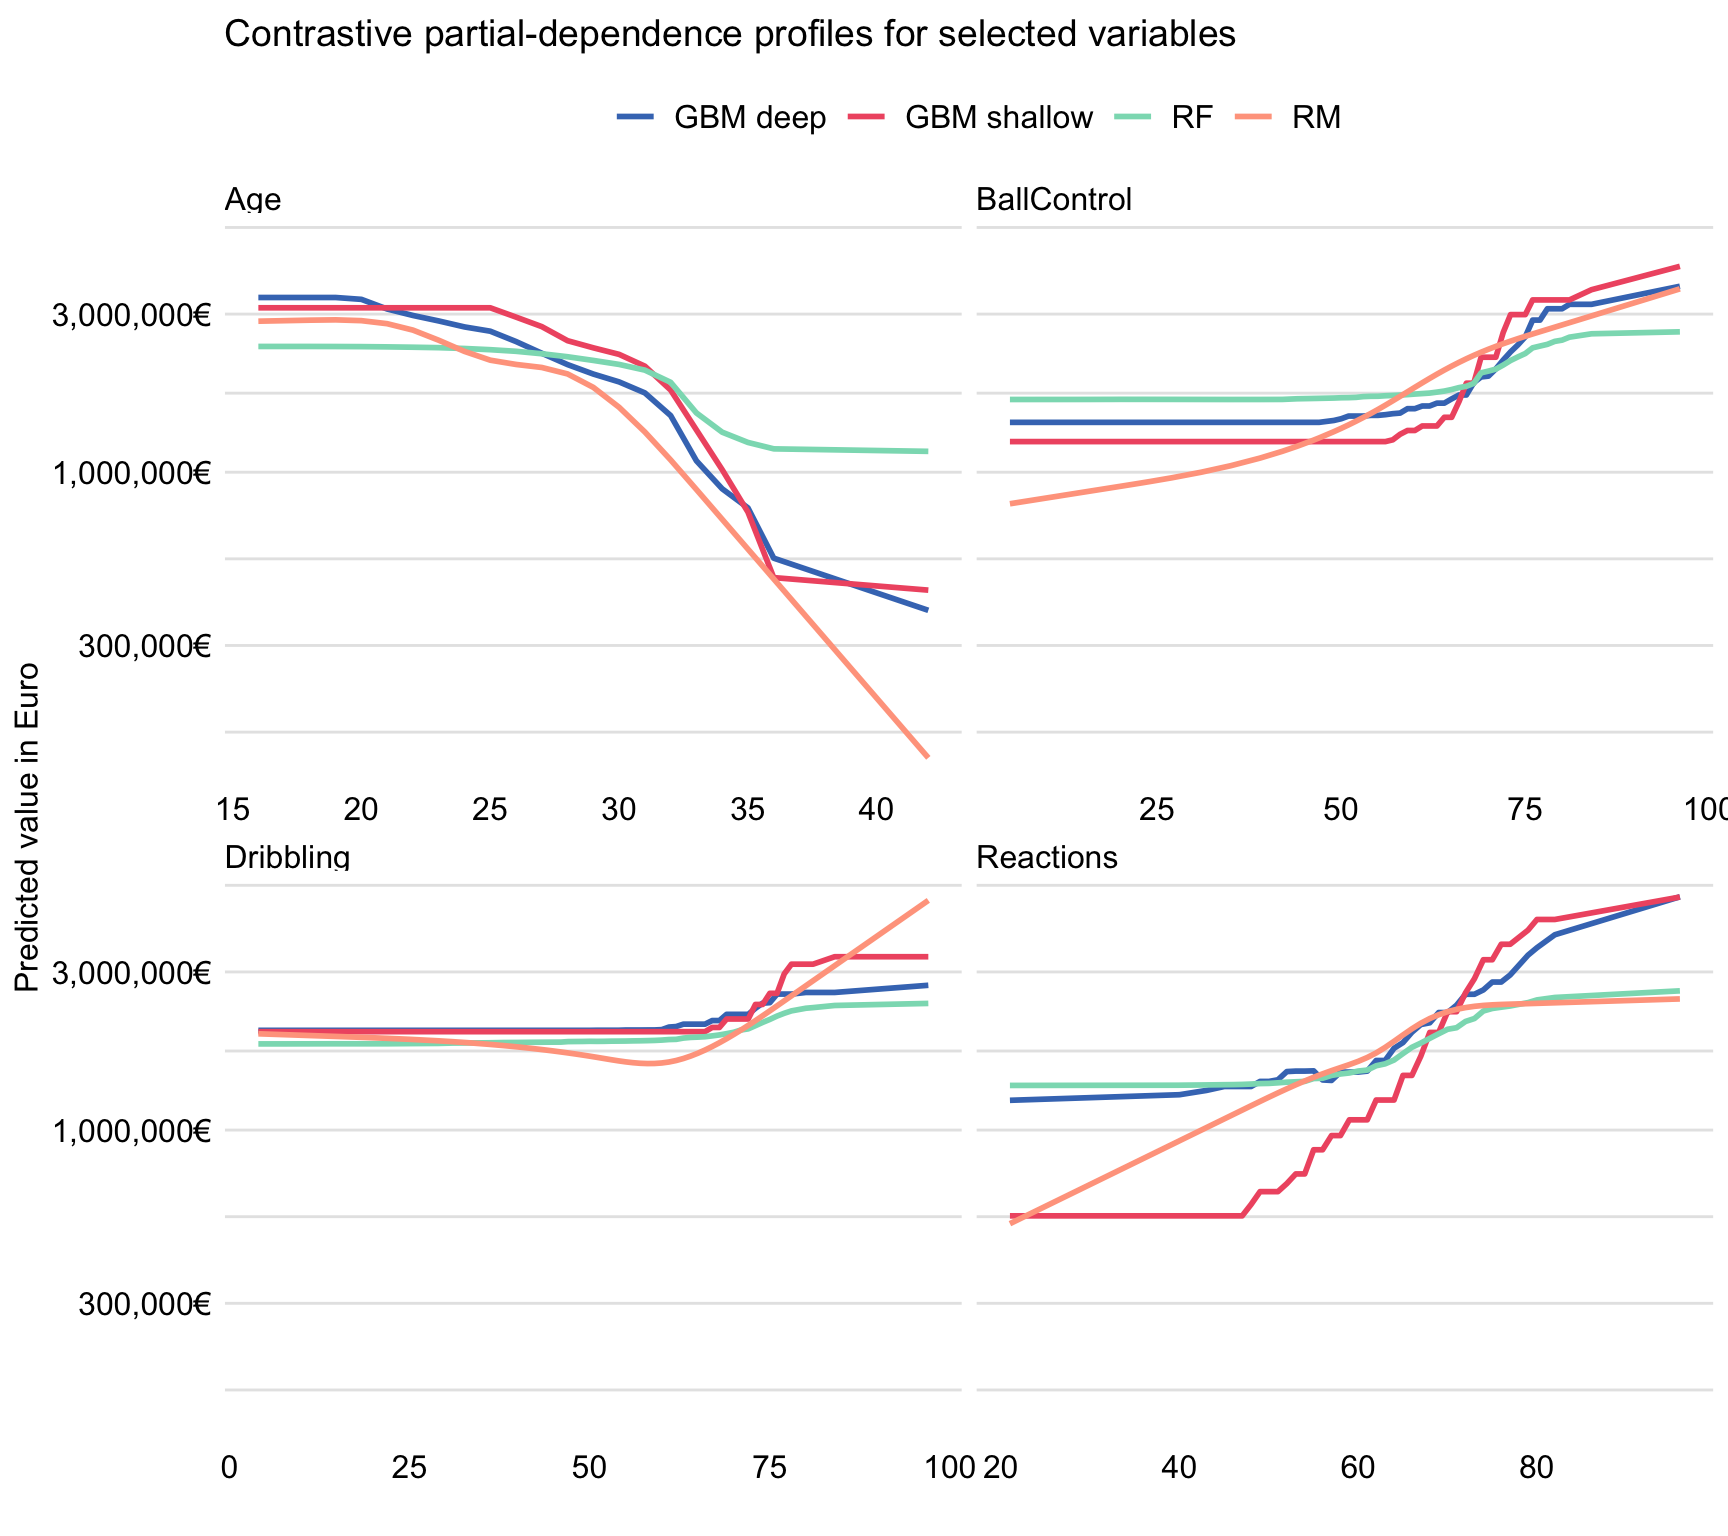 Contrastive partial-dependence profiles for selected variables
GBM deep GBM shallow RF RM
Age BallControl
3,000,000€
1,000,000€
300,000€
15 20 25 30 35 40 25 50 75 100
Dribbling Reactions
3,000,000€
1,000,000€
300,000€
0 25 50 75 100 20 40 60 80
Predicted value in Euro